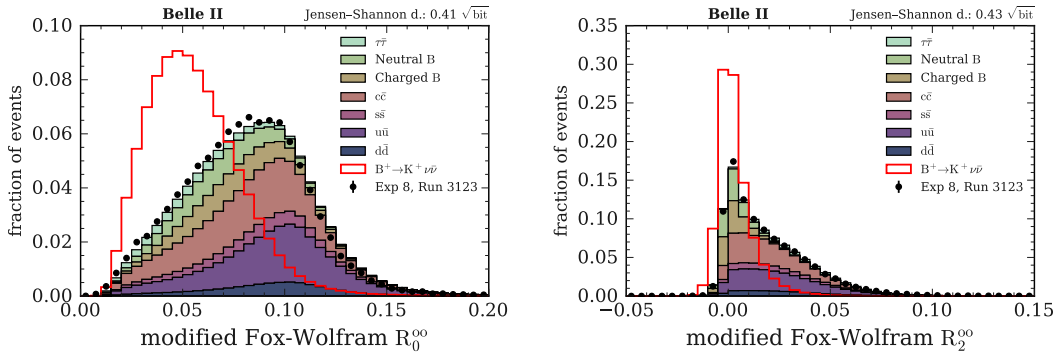 Belle II Jensen–Shannon d.: 0.41 √bit
fraction of events
0.10
0.08
0.06
0.04
0.02
0.00
0.00 0.05 0.10 0.15 0.20
modified Fox-Wolfram R₀ᵒᵒ
ττ̄
Neutral B
Charged B
cc̄
ss̄
uū
dd̄
B⁺→K⁺νν̄
Exp 8, Run 3123
Belle II Jensen–Shannon d.: 0.43 √bit
fraction of events
0.35
0.30
0.25
0.20
0.15
0.10
0.05
0.00
−0.05 0.00 0.05 0.10 0.15
modified Fox-Wolfram R₂ᵒᵒ
ττ̄
Neutral B
Charged B
cc̄
ss̄
uū
dd̄
B⁺→K⁺νν̄
Exp 8, Run 3123